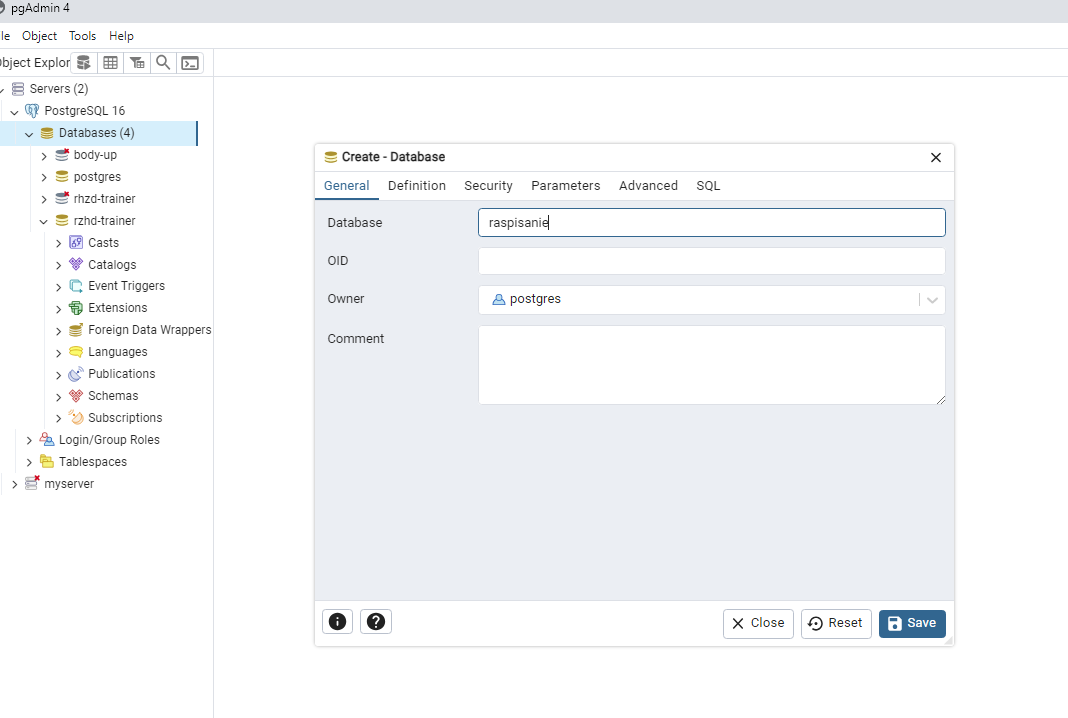 pgAdmin 4
le Object Tools Help
bject Explor
Servers (2)
PostgreSQL 16
Databases (4)
body-up
postgres
rhzd-trainer
rzhd-trainer
Casts
Catalogs
Event Triggers
Extensions
Foreign Data Wrappers
Languages
Publications
Schemas
Subscriptions
Login/Group Roles
Tablespaces
myserver
Create - Database
General Definition Security Parameters Advanced SQL
Database raspisanie
OID
Owner postgres
Comment
Close Reset Save